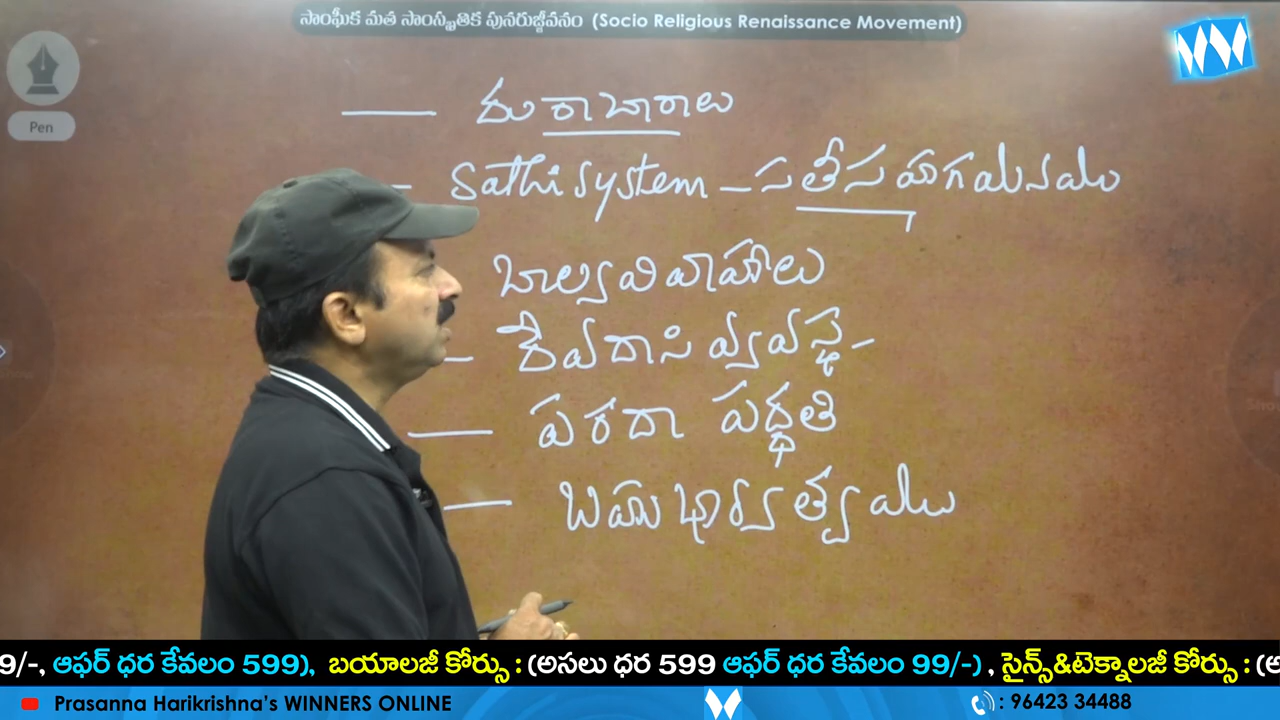 సాంఘీక మత సాంస్కృతిక పునరుజ్జీవనం (Socio Religious Renaissance Movement)
Pen
— దురాచారాలు
- Sathi system - సతీసహగమనము
బాల్యవివాహాలు
- దేవదాసి వ్యవస్థ -
— పరదా పద్ధతి
— బహుభార్యత్వము
9/-, ఆఫర్ ధర కేవలం 599), బయాలజీ కోర్సు : (అసలు ధర 599 ఆఫర్ ధర కేవలం 99/-) , సైన్స్&టెక్నాలజీ కోర్సు : (అ
Prasanna Harikrishna's WINNERS ONLINE : 96423 34488